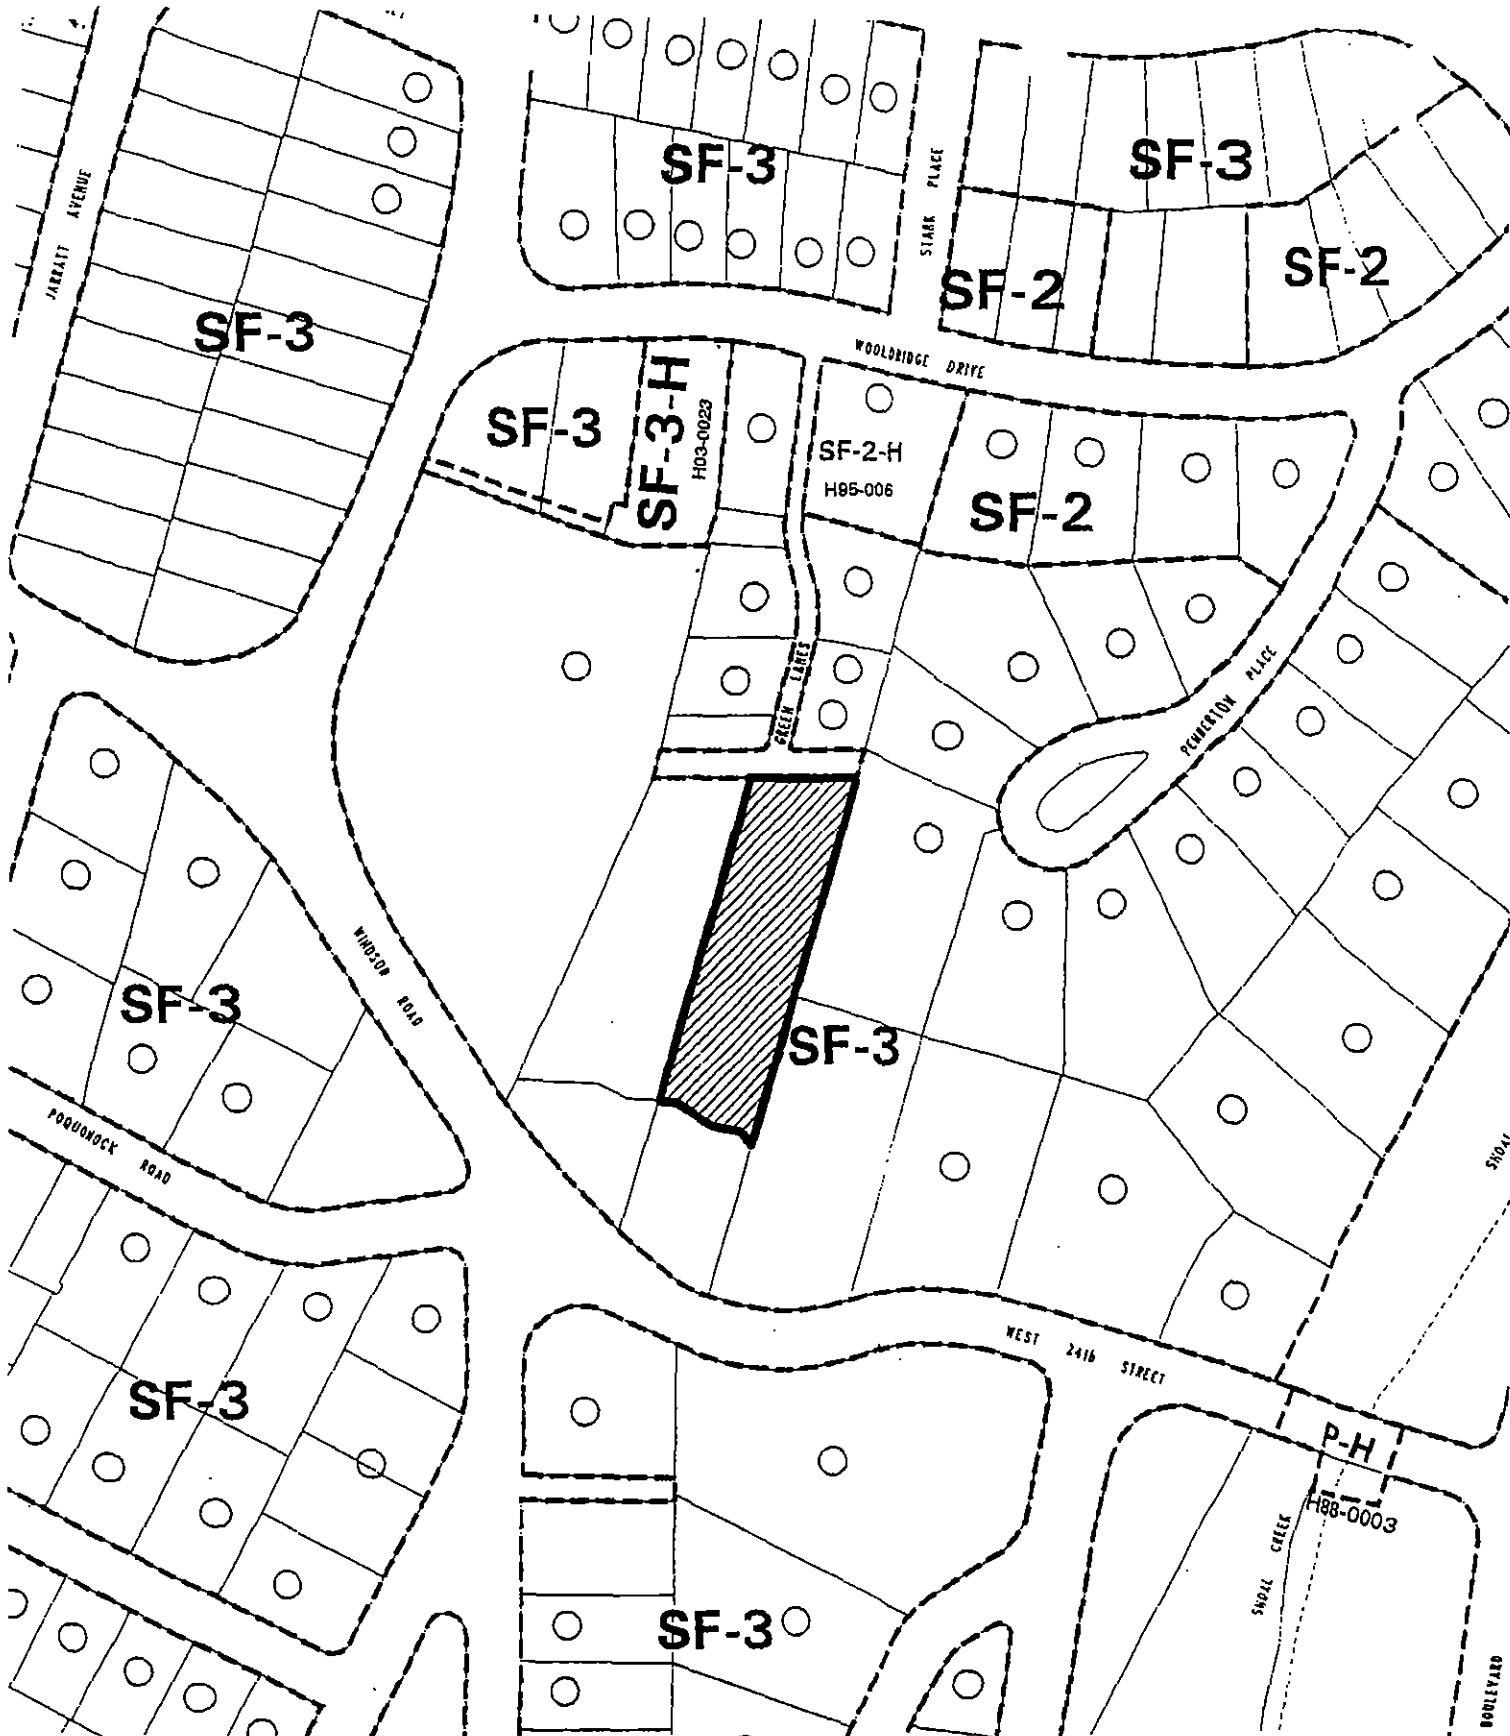 SF-3
SF-3
STARK PLACE
JARRATT AVENUE
SF-2
SF-2
SF-3
WOOLDRIDGE DRIVE
SF-3
SF-3-H
H03-0023
SF-2-H
H95-006
SF-2
GREEN LANES
PEMBERTON PLACE
WINDSOR ROAD
SF-3
SF-3
POQUONOCK ROAD
SHOAL
WEST 24th STREET
SF-3
P-H
H88-0003
SHOAL CREEK
SF-3
BOULEVARD